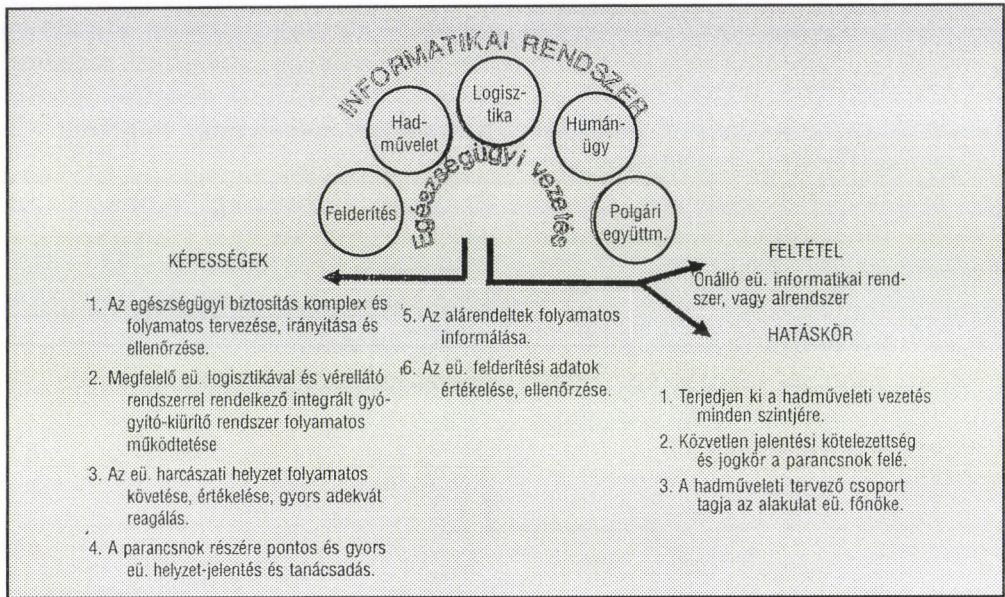 INFORMATIKAI RENDSZER
Logisz-
tika
Had-
művelet
Humán-
ügy
Felderítés
Polgári
együttm.
Egészségügyi vezetés
KÉPESSÉGEK
1. Az egészségügyi biztosítás komplex és
folyamatos tervezése, irányítása és
ellenőrzése.
2. Megfelelő eü. logisztikával és vérellátó
rendszerrel rendelkező integrált gyó-
gyító-kiürítő rendszer folyamatos
működtetése
3. Az eü. harcászati helyzet folyamatos
követése, értékelése, gyors adekvát
reagálás.
4. A parancsnok részére pontos és gyors
eü. helyzet-jelentés és tanácsadás.
5. Az alárendeltek folyamatos
informálása.
6. Az eü. felderítési adatok
értékelése, ellenőrzése.
FELTÉTEL
Önálló eü. informatikai rend-
szer, vagy alrendszer
HATÁSKÖR
1. Terjedjen ki a hadműveleti vezetés
minden szintjére.
2. Közvetlen jelentési kötelezettség
és jogkör a parancsnok felé.
3. A hadműveleti tervező csoport
tagja az alakulat eü. főnöke.